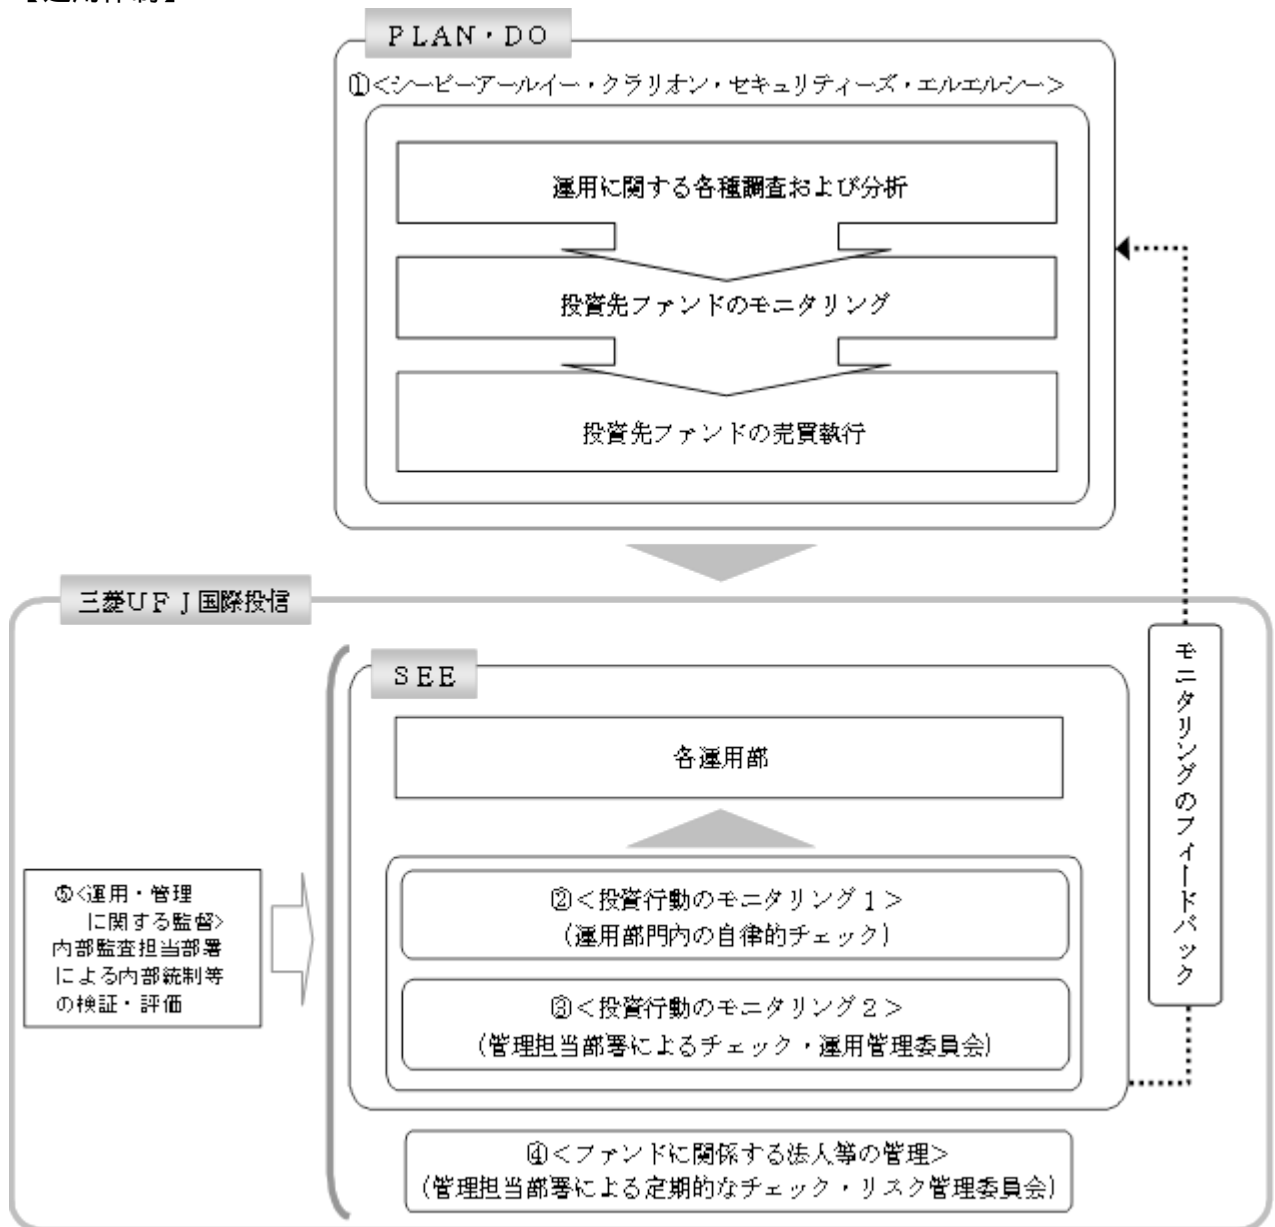 【運用体制】
PLAN・DO
①<シービーアールイー・クラリオン・セキュリティーズ・エルエルシー>
運用に関する各種調査および分析
投資先ファンドのモニタリング
投資先ファンドの売買執行
三菱UFJ国際投信
SEE
各運用部
②<投資行動のモニタリング1>
(運用部門内の自律的チェック)
③<投資行動のモニタリング2>
(管理担当部署によるチェック・運用管理委員会)
④<ファンドに関係する法人等の管理>
(管理担当部署による定期的なチェック・リスク管理委員会)
⑤<運用・管理
に関する監督>
内部監査担当部署
による内部統制等
の検証・評価
モニタリングのフィードバック